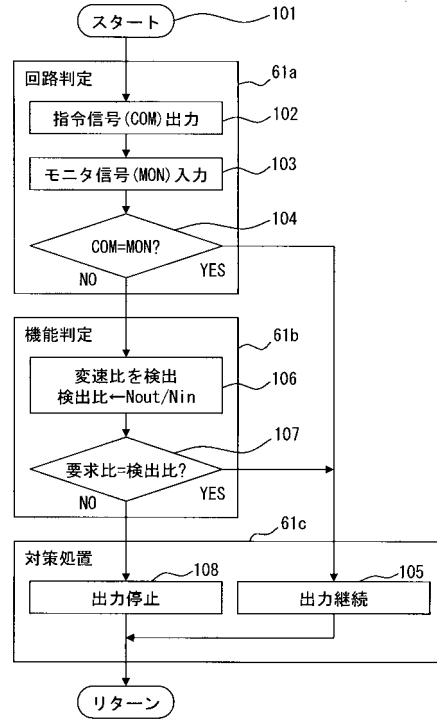 スタート
101
回路判定
61a
指令信号(COM)出力
102
モニタ信号(MON)入力
103
104
COM=MON?
NO
YES
機能判定
61b
変速比を検出
検出比←Nout/Nin
106
107
要求比=検出比?
NO
YES
61c
対策処置
108
出力停止
105
出力継続
リターン